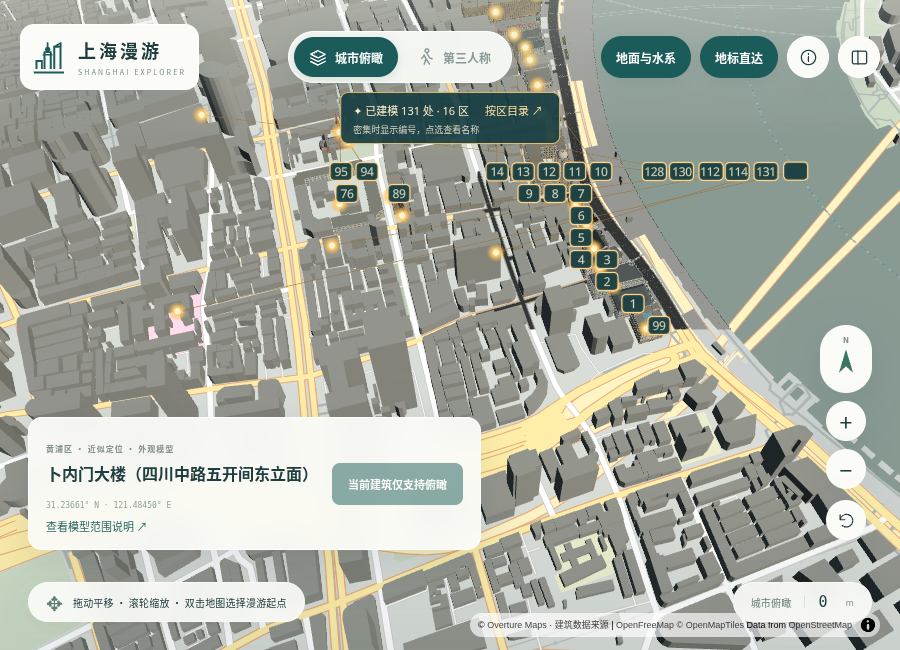 上海漫游
SHANGHAI EXPLORER
城市俯瞰
第三人称
地面与水系
地标直达
✦ 已建模 131 处 · 16 区 按区目录 ↗
密集时显示编号，点选查看名称
95 94
14 13 12 11 10
128 130 112 114 131
76
89
9 8 7
6
5
4 3
2
1
99
N
+
−
黄浦区 · 近似定位 · 外观模型
卜内门大楼（四川中路五开间东立面）
当前建筑仅支持俯瞰
31.23661° N · 121.48450° E
查看模型范围说明 ↗
拖动平移 · 滚轮缩放 · 双击地图选择漫游起点
城市俯瞰 0 m
© Overture Maps · 建筑数据来源 | OpenFreeMap © OpenMapTiles Data from OpenStreetMap